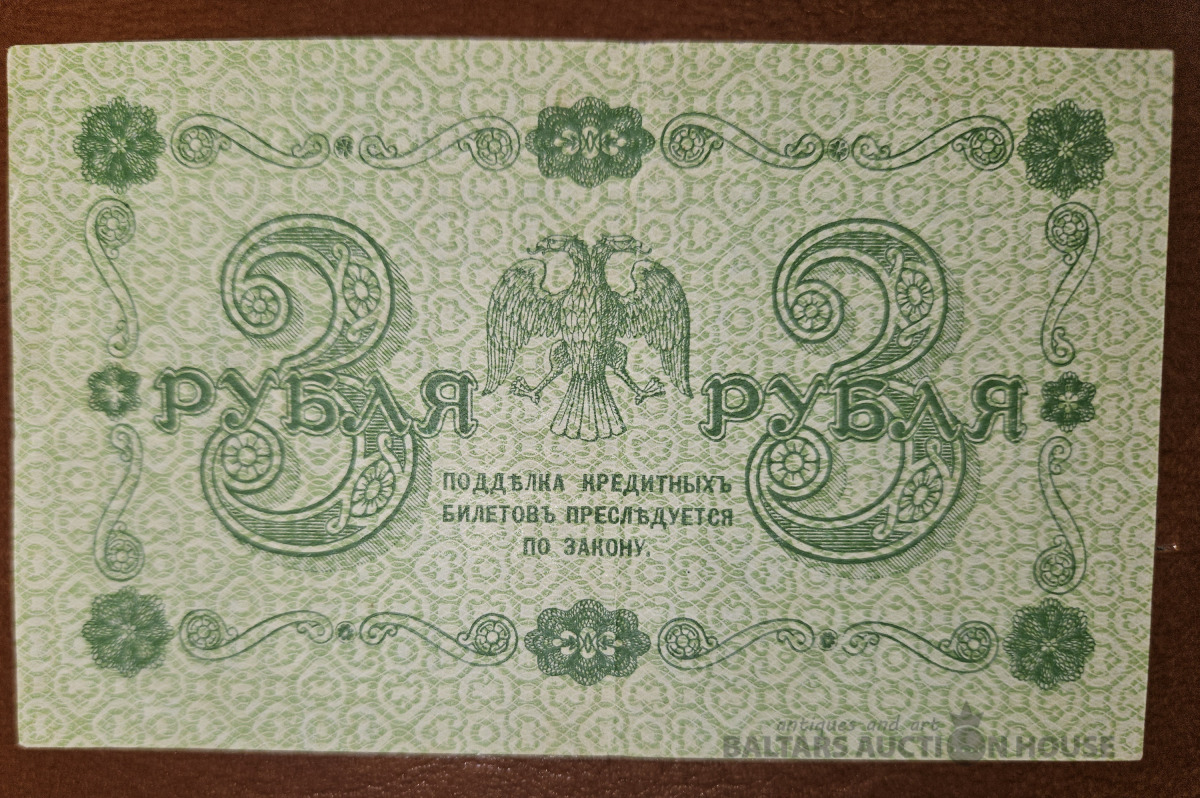 3 РУБЛЯ
3 РУБЛЯ
ПОДДѢЛКА КРЕДИТНЫХЪ
БИЛЕТОВЪ ПРЕСЛѢДУЕТСЯ
ПО ЗАКОНУ.
antiques and art
BALTARS AUCTION HOUSE